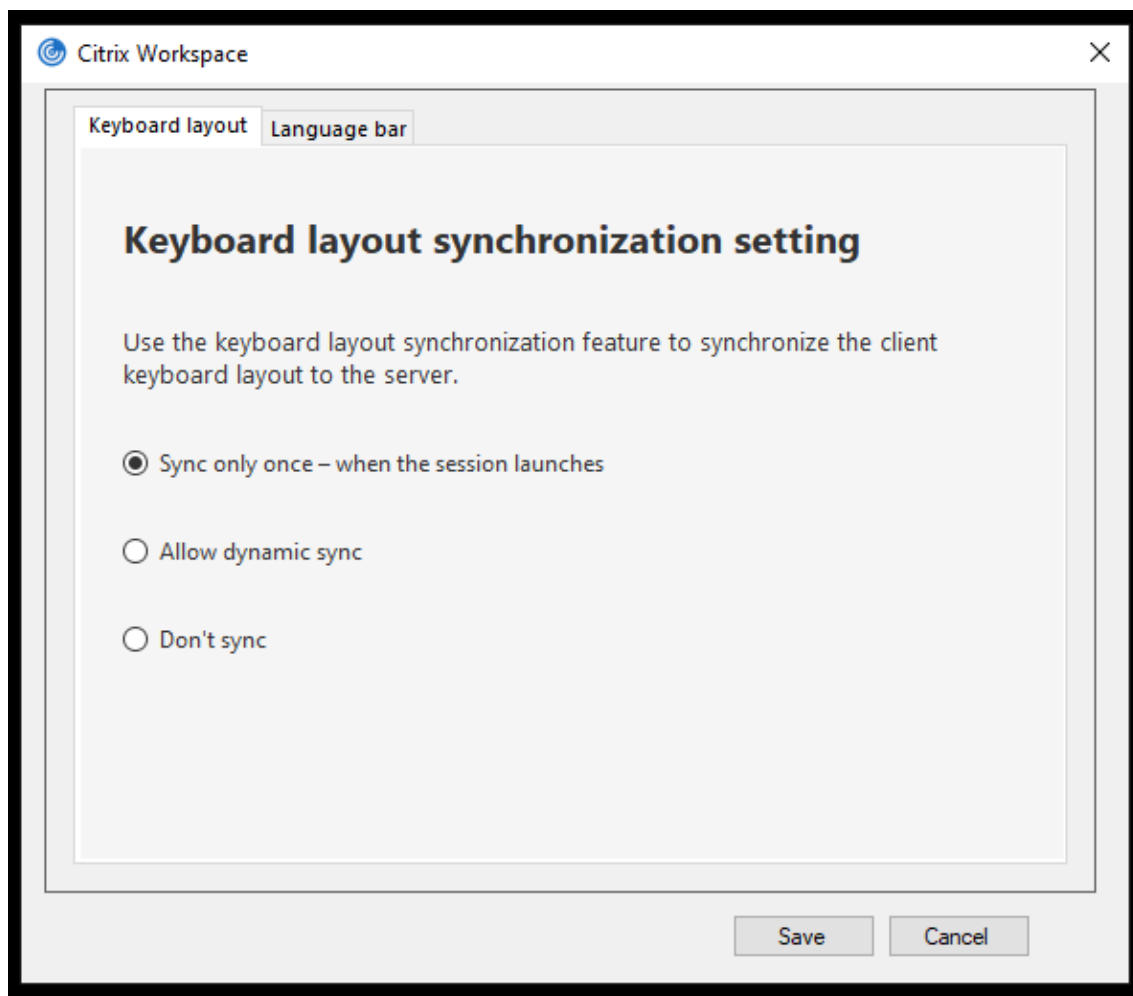 Citrix Workspace
Keyboard layout
Language bar
Keyboard layout synchronization setting
Use the keyboard layout synchronization feature to synchronize the client
keyboard layout to the server.
Sync only once – when the session launches
Allow dynamic sync
Don't sync
Save
Cancel